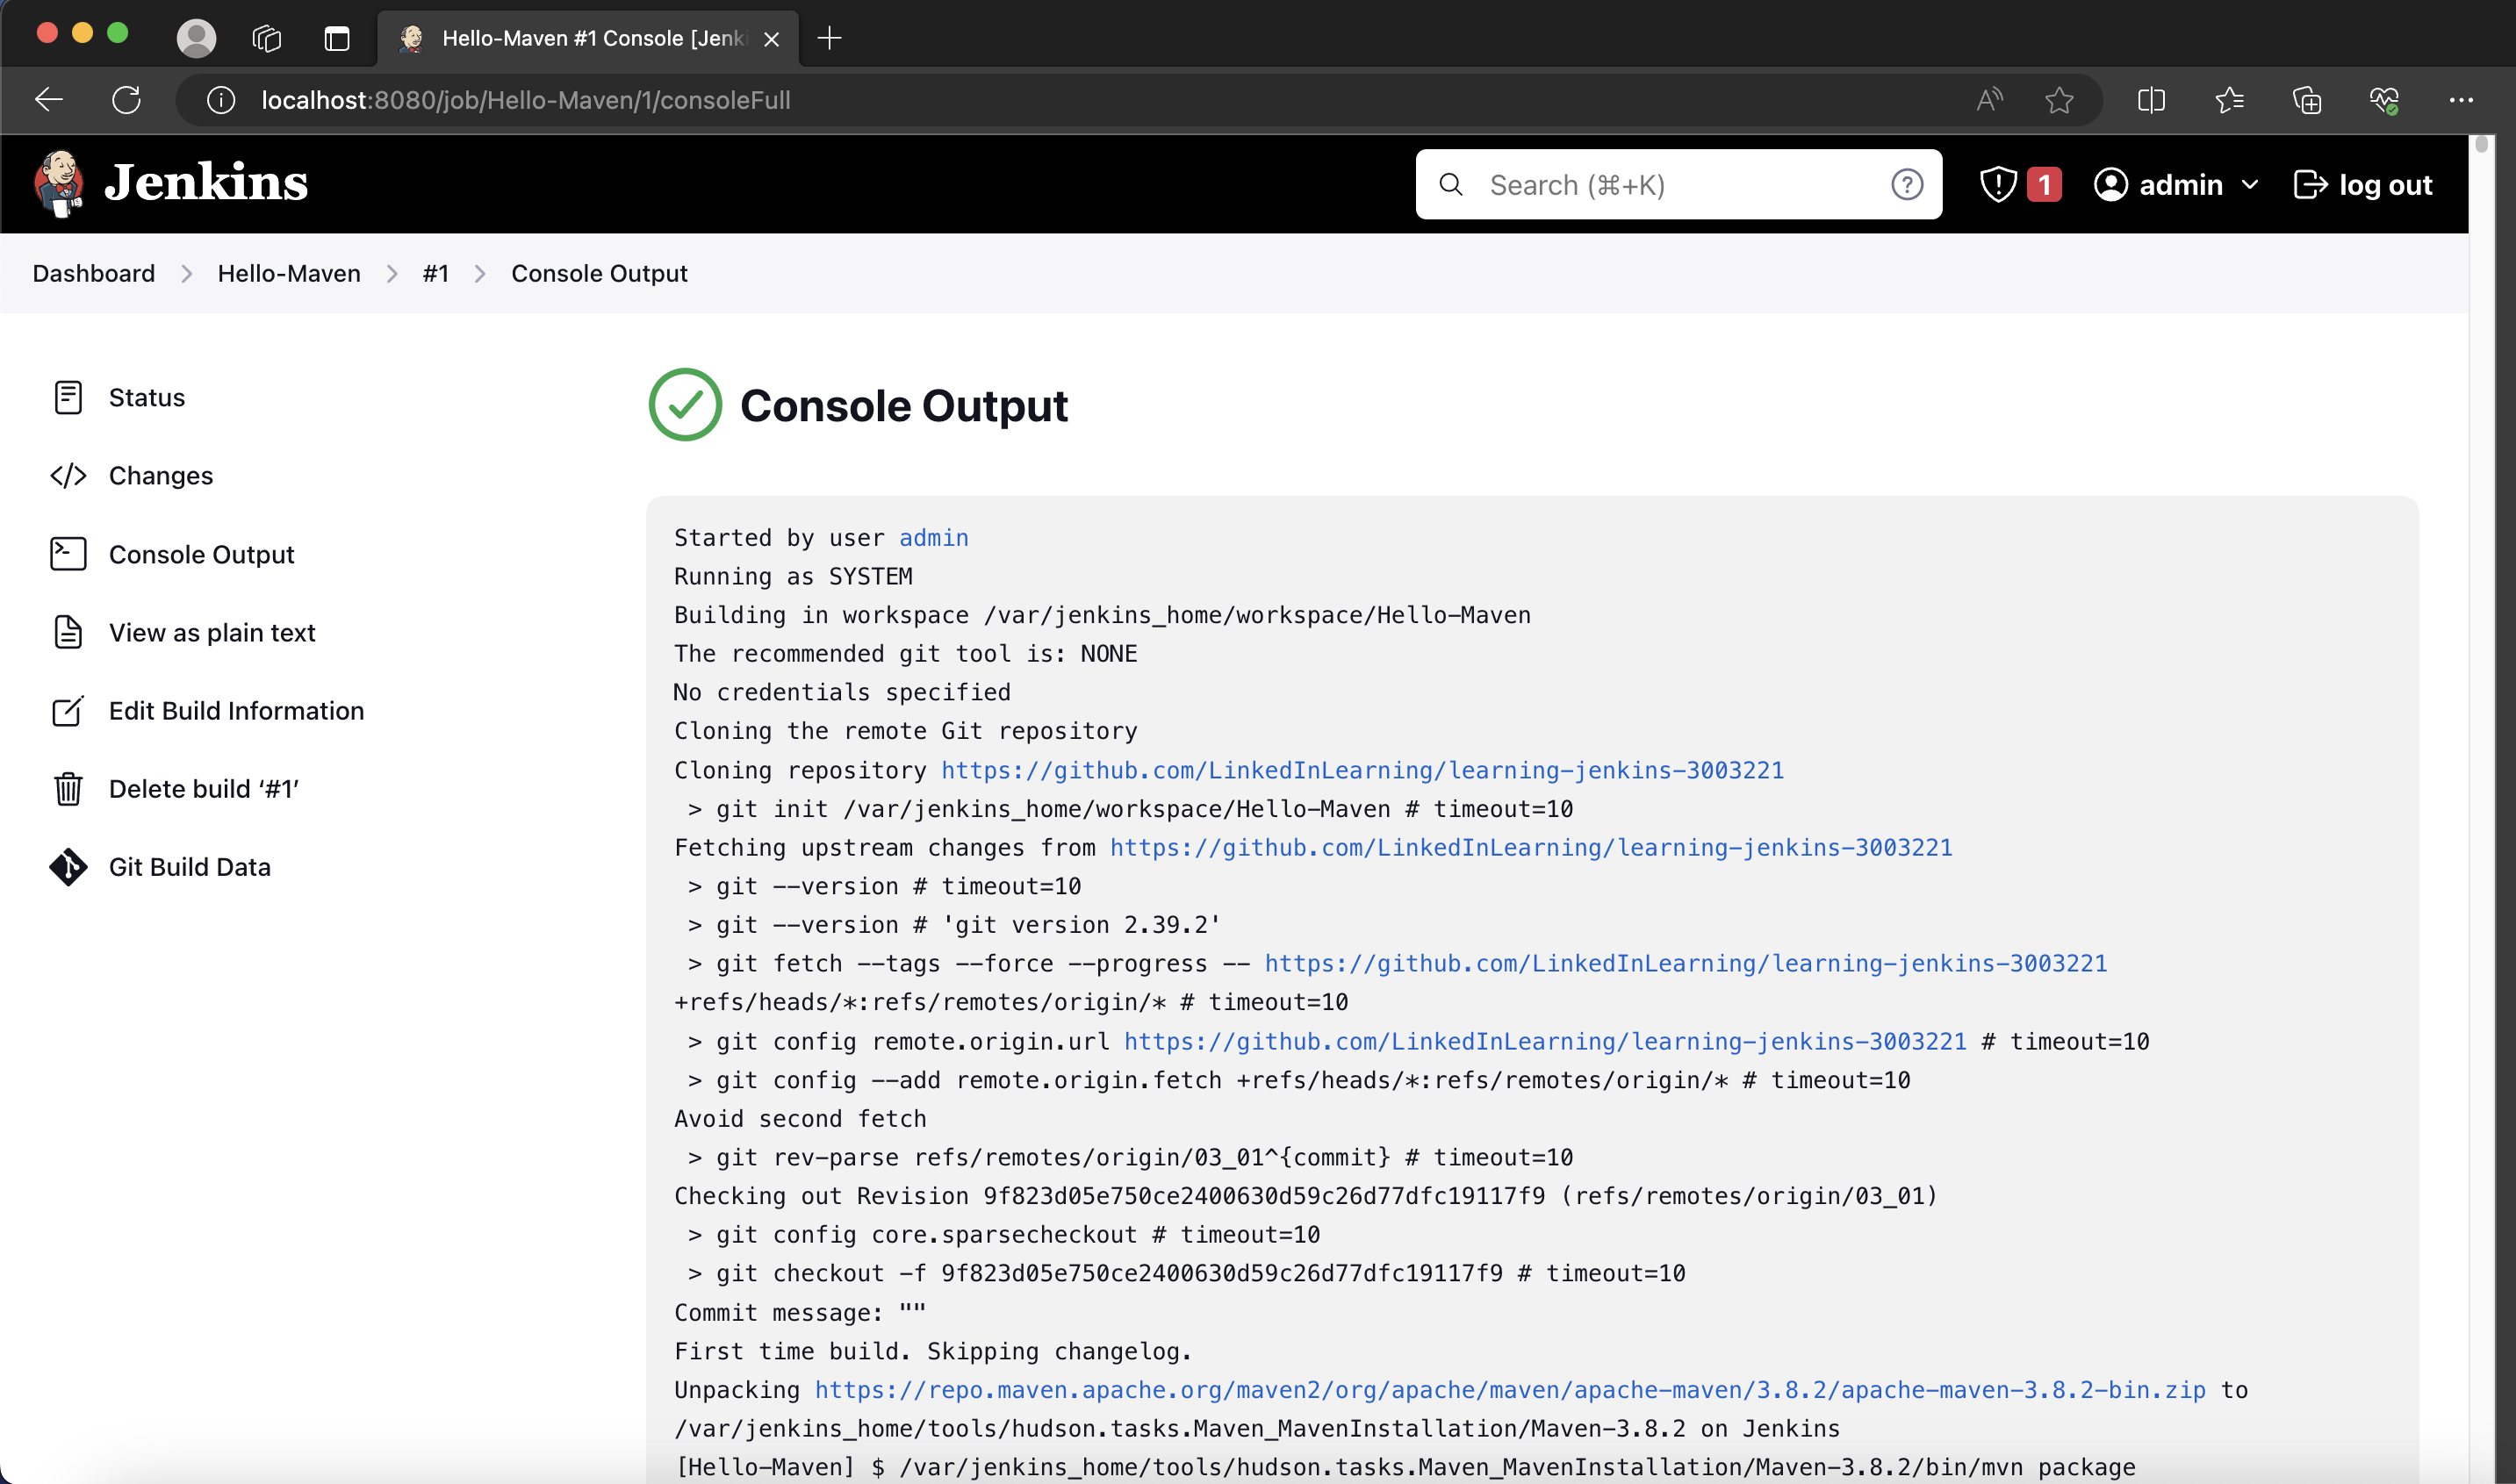 Hello-Maven #1 Console [Jenki
localhost:8080/job/Hello-Maven/1/consoleFull
Jenkins
Search (⌘+K)
1
admin
log out
Dashboard > Hello-Maven > #1 > Console Output
Status
Changes
Console Output
View as plain text
Edit Build Information
Delete build ‘#1’
Git Build Data
Console Output
Started by user admin
Running as SYSTEM
Building in workspace /var/jenkins_home/workspace/Hello-Maven
The recommended git tool is: NONE
No credentials specified
Cloning the remote Git repository
Cloning repository https://github.com/LinkedInLearning/learning-jenkins-3003221
 > git init /var/jenkins_home/workspace/Hello-Maven # timeout=10
Fetching upstream changes from https://github.com/LinkedInLearning/learning-jenkins-3003221
 > git --version # timeout=10
 > git --version # 'git version 2.39.2'
 > git fetch --tags --force --progress -- https://github.com/LinkedInLearning/learning-jenkins-3003221
+refs/heads/*:refs/remotes/origin/* # timeout=10
 > git config remote.origin.url https://github.com/LinkedInLearning/learning-jenkins-3003221 # timeout=10
 > git config --add remote.origin.fetch +refs/heads/*:refs/remotes/origin/* # timeout=10
Avoid second fetch
 > git rev-parse refs/remotes/origin/03_01^{commit} # timeout=10
Checking out Revision 9f823d05e750ce2400630d59c26d77dfc19117f9 (refs/remotes/origin/03_01)
 > git config core.sparsecheckout # timeout=10
 > git checkout -f 9f823d05e750ce2400630d59c26d77dfc19117f9 # timeout=10
Commit message: ""
First time build. Skipping changelog.
Unpacking https://repo.maven.apache.org/maven2/org/apache/maven/apache-maven/3.8.2/apache-maven-3.8.2-bin.zip to
/var/jenkins_home/tools/hudson.tasks.Maven_MavenInstallation/Maven-3.8.2 on Jenkins
[Hello-Maven] $ /var/jenkins_home/tools/hudson.tasks.Maven_MavenInstallation/Maven-3.8.2/bin/mvn package